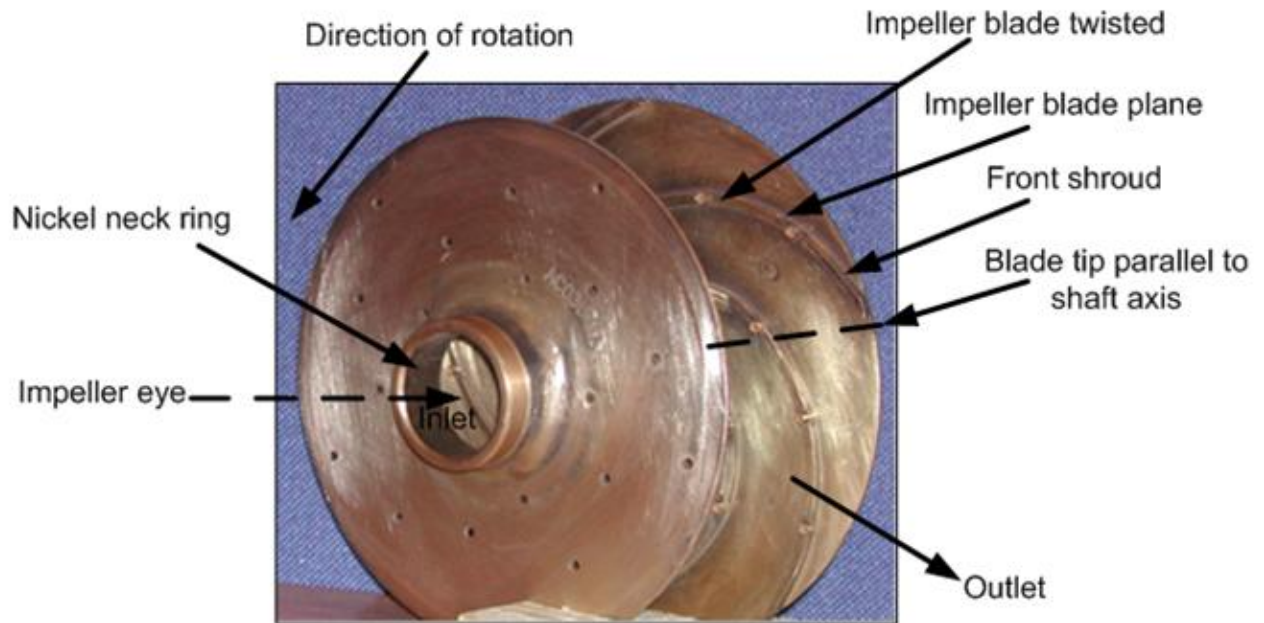 Direction of rotation
Impeller blade twisted
Impeller blade plane
Front shroud
Nickel neck ring
Blade tip parallel to
shaft axis
Impeller eye
Inlet
Outlet